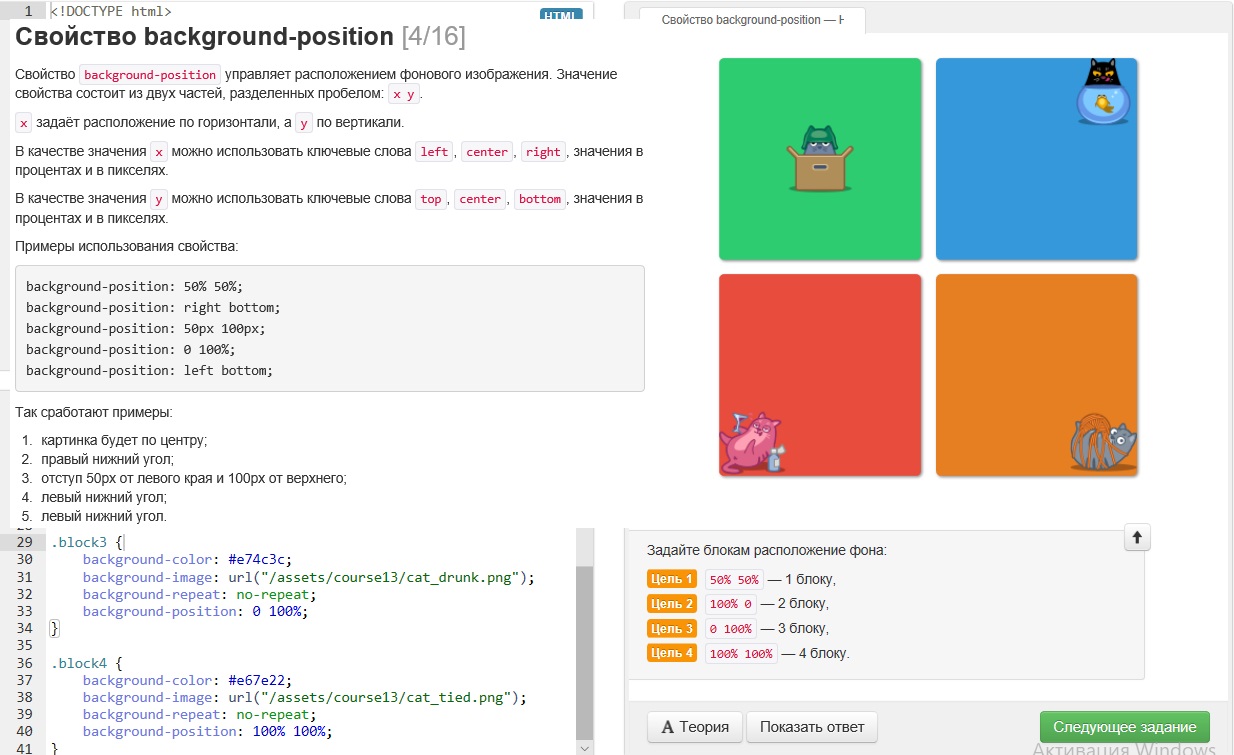 1 <!DOCTYPE html>
HTML
Свойство background-position — Н
Свойство background-position [4/16]
Свойство background-position управляет расположением фонового изображения. Значение
свойства состоит из двух частей, разделенных пробелом: x y.
x задаёт расположение по горизонтали, а y по вертикали.
В качестве значения x можно использовать ключевые слова left, center, right, значения в
процентах и в пикселях.
В качестве значения y можно использовать ключевые слова top, center, bottom, значения в
процентах и в пикселях.
Примеры использования свойства:
background-position: 50% 50%;
background-position: right bottom;
background-position: 50px 100px;
background-position: 0 100%;
background-position: left bottom;
Так сработают примеры:
1. картинка будет по центру;
2. правый нижний угол;
3. отступ 50px от левого края и 100px от верхнего;
4. левый нижний угол;
5. левый нижний угол.
29 .block3 {
30 background-color: #e74c3c;
31 background-image: url("/assets/course13/cat_drunk.png");
32 background-repeat: no-repeat;
33 background-position: 0 100%;
34 }
35
36 .block4 {
37 background-color: #e67e22;
38 background-image: url("/assets/course13/cat_tied.png");
39 background-repeat: no-repeat;
40 background-position: 100% 100%;
41 }
Задайте блокам расположение фона:
Цель 1 50% 50% — 1 блоку,
Цель 2 100% 0 — 2 блоку,
Цель 3 0 100% — 3 блоку,
Цель 4 100% 100% — 4 блоку.
А Теория
Показать ответ
Следующее задание
Активация Windows